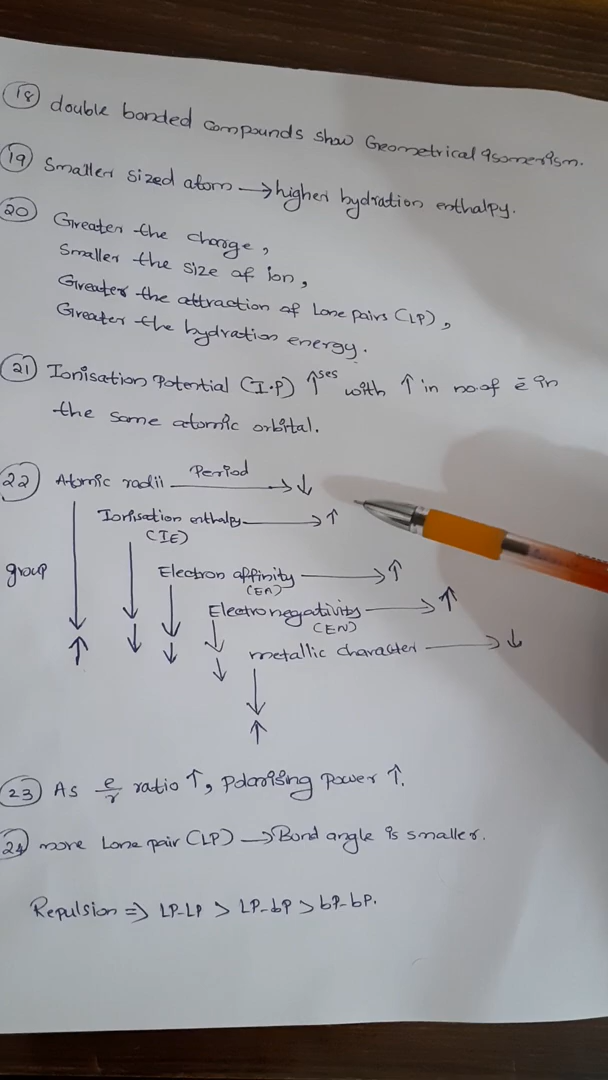 18 double bonded compounds show Geometrical isomerism.
19 Smaller sized atom → higher hydration enthalpy.
20 Greater the charge,
Smaller the size of ion,
Greater the attraction of Lone pairs (LP),
Greater the hydration energy.
21 Ionisation Potential (I.P) ↑ses with ↑ in no.of ē in
the same atomic orbital.
22 Atomic radii Period → ↓
Ionisation enthalpy → ↑
(IE)
group
Electron affinity → ↑
(EA)
Electronegativity → ↑
(EN)
↓ ↓ ↓ ↓
↑ ↓ ↓ ↓
metallic character → ↓
↓
↑
23 As e/r ratio ↑, Polarising Power ↑.
24 more Lone pair (LP) → Bond angle is smaller.
Repulsion ⇒ LP-LP > LP-bP > bP-bP.